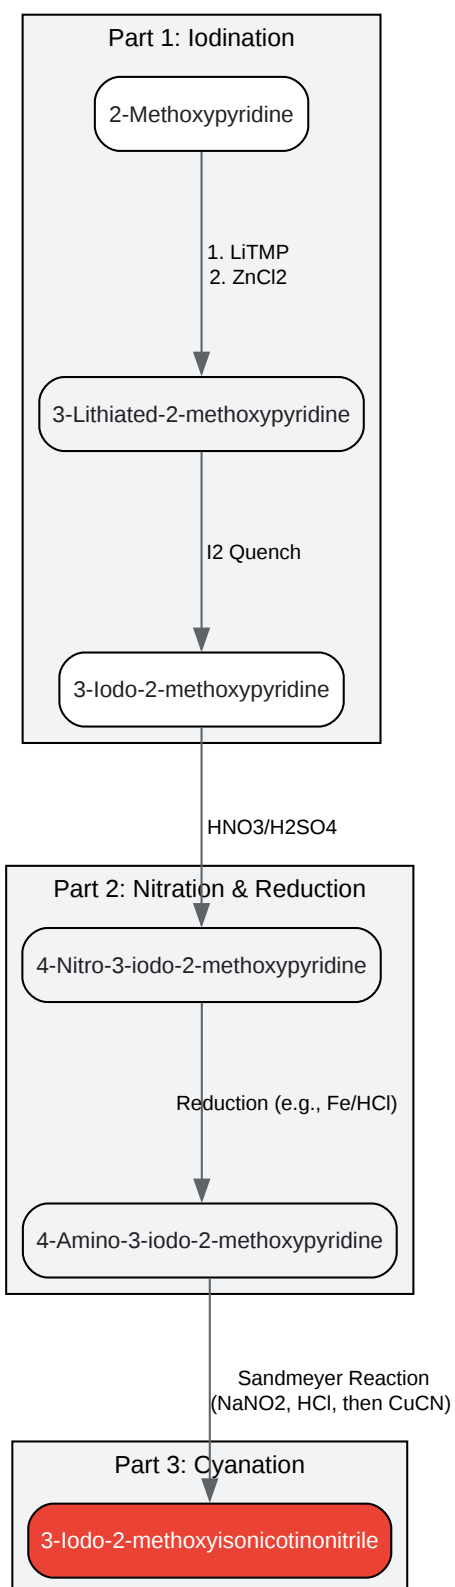 Part 1: Iodination
2-Methoxypyridine
1. LiTMP
2. ZnCl2
3-Lithiated-2-methoxypyridine
I2 Quench
3-Iodo-2-methoxypyridine
HNO3/H2SO4
Part 2: Nitration & Reduction
4-Nitro-3-iodo-2-methoxypyridine
Reduction (e.g., Fe/HCl)
4-Amino-3-iodo-2-methoxypyridine
Sandmeyer Reaction
(NaNO2, HCl, then CuCN)
Part 3: Cyanation
3-Iodo-2-methoxyisonicotinonitrile